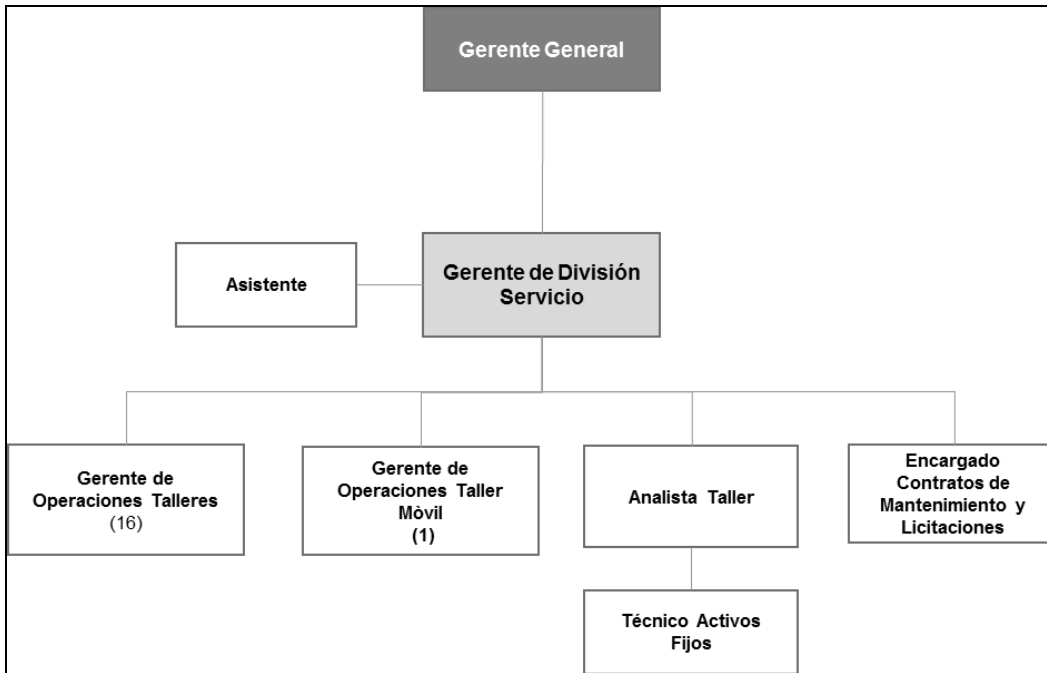 Gerente General
Asistente
Gerente de División
Servicio
Gerente de
Operaciones Talleres
(16)
Gerente de
Operaciones Taller
Mòvil
(1)
Analista Taller
Encargado
Contratos de
Mantenimiento y
Licitaciones
Técnico Activos
Fijos